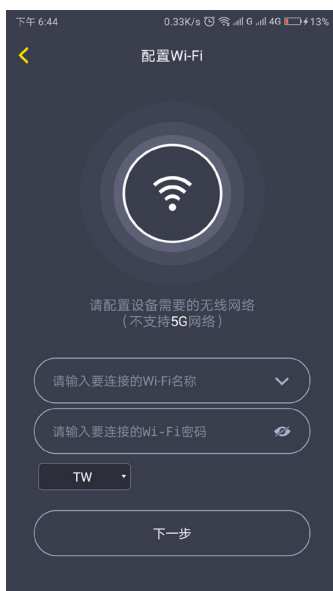 下午 6:44
0.33K/s G 4G 13%
配置Wi-Fi
请配置设备需要的无线网络
（不支持5G网络）
请输入要连接的Wi-Fi名称
请输入要连接的Wi-Fi密码
TW
下一步